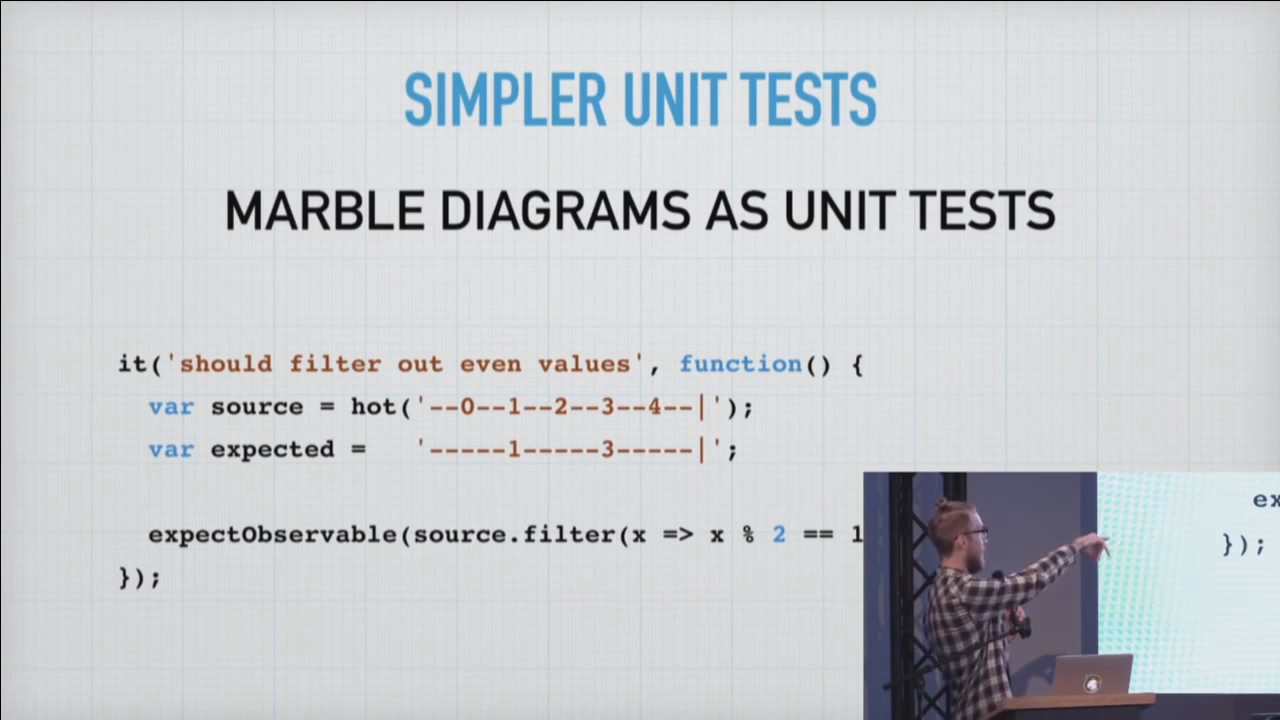 SIMPLER UNIT TESTS
MARBLE DIAGRAMS AS UNIT TESTS
it('should filter out even values', function() {
var source = hot('--0--1--2--3--4--|');
var expected = '-----1-----3-----|';
expectObservable(source.filter(x => x % 2 == 1
});
ex
});